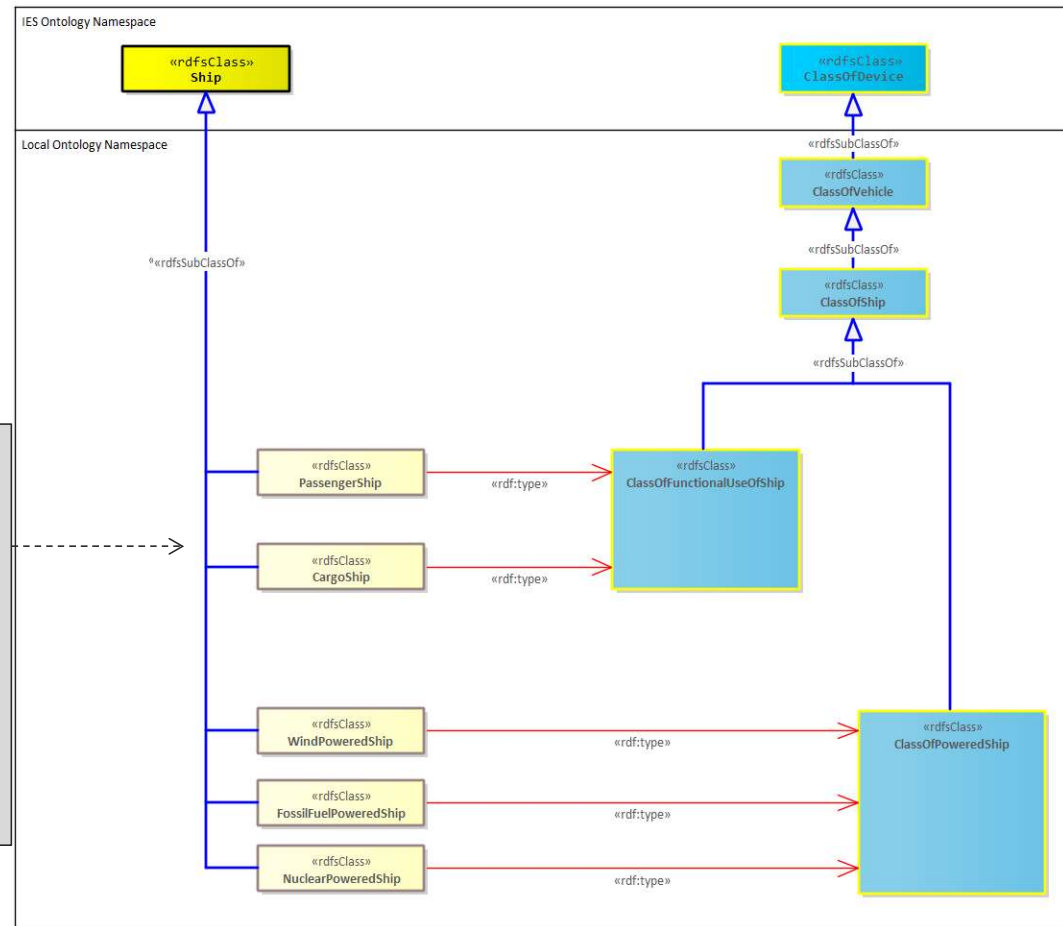 IES Ontology Namespace
«rdfsClass»
Ship
«rdfsClass»
ClassOfDevice
Local Ontology Namespace
«rdfsSubClassOf»
«rdfsClass»
ClassOfVehicle
«rdfsSubClassOf»
«rdfsSubClassOf»
«rdfsClass»
ClassOfShip
«rdfsSubClassOf»
«rdfsClass»
PassengerShip
«rdf:type»
«rdfsClass»
ClassOfFunctionalUseOfShip
«rdfsClass»
CargoShip
«rdf:type»
«rdfsClass»
WindPoweredShip
«rdf:type»
«rdfsClass»
ClassOfPoweredShip
«rdfsClass»
FossilFuelPoweredShip
«rdf:type»
«rdfsClass»
NuclearPoweredShip
«rdf:type»